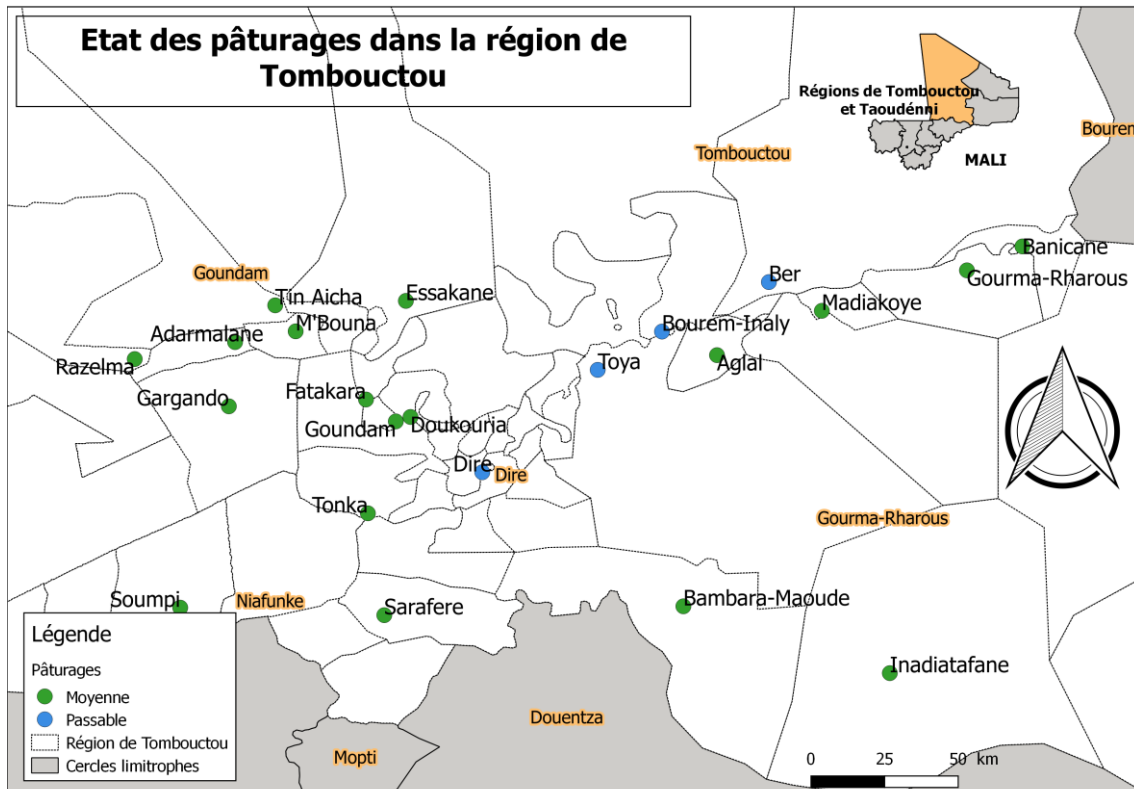 Etat des pâturages dans la région de
Tombouctou
Régions de Tombouctou
et Taoudénni
MALI
Bourem
Tombouctou
Goundam
Banicane
Gourma-Rharous
Ber
Tin Aicha
Essakane
Madiakoye
M'Bouna
Bourem-Inaly
Adarmalane
Razelma
Toya
Aglal
Gargando
Fatakara
Goundam
Doukouria
Dire
Dire
Tonka
Gourma-Rharous
Soumpi
Niafunke
Sarafere
Bambara-Maoude
Inadiatafane
Douentza
Mopti
Légende
Pâturages
Moyenne
Passable
Région de Tombouctou
Cercles limitrophes
0 25 50 km